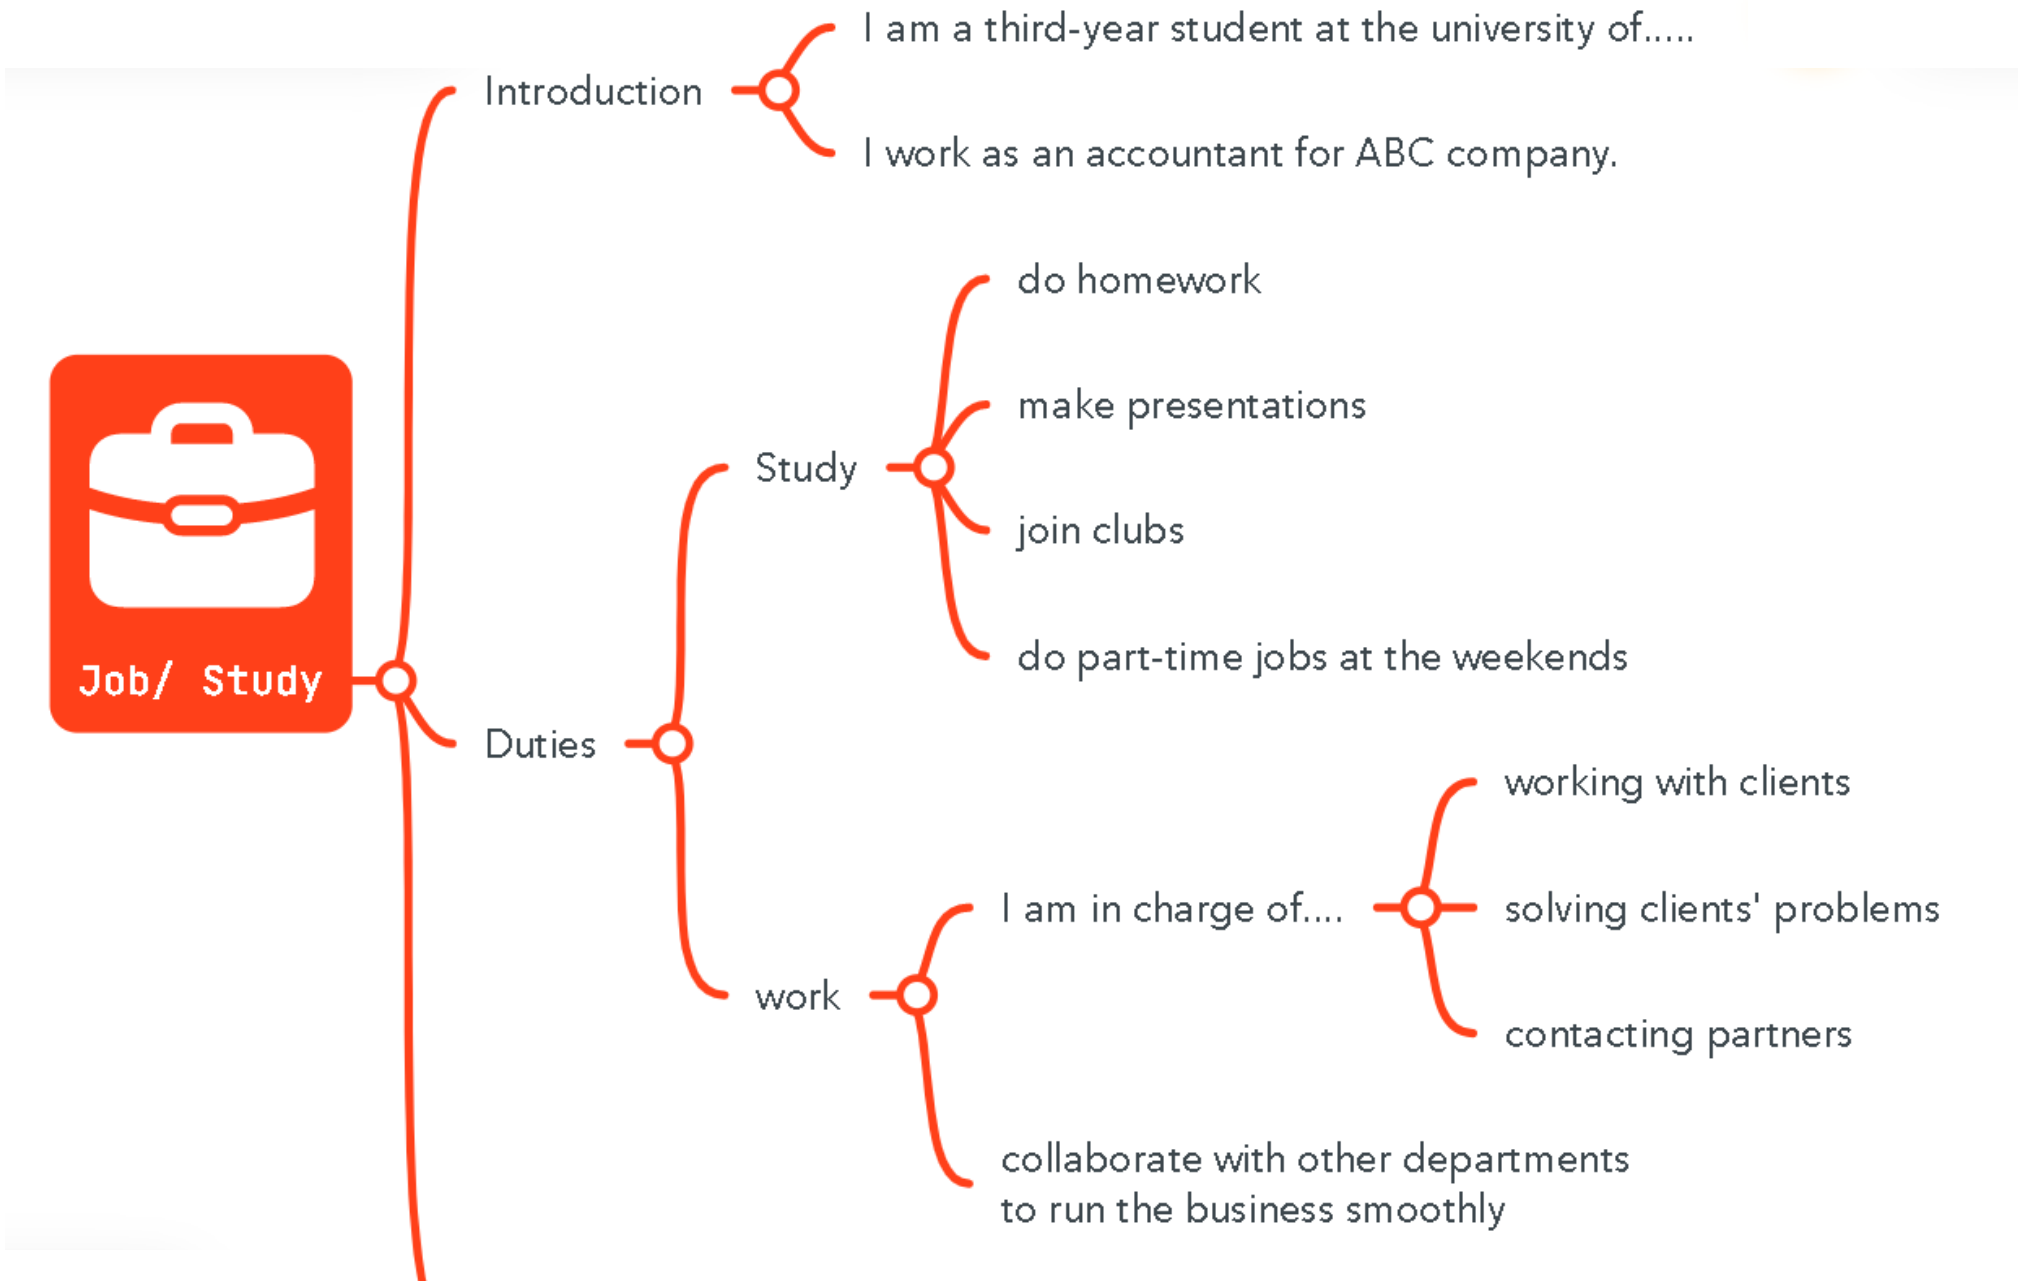 I am a third-year student at the university of.....
Introduction
I work as an accountant for ABC company.
do homework
make presentations
Study
join clubs
do part-time jobs at the weekends
Job/ Study
Duties
working with clients
I am in charge of....
solving clients' problems
work
contacting partners
collaborate with other departments
to run the business smoothly